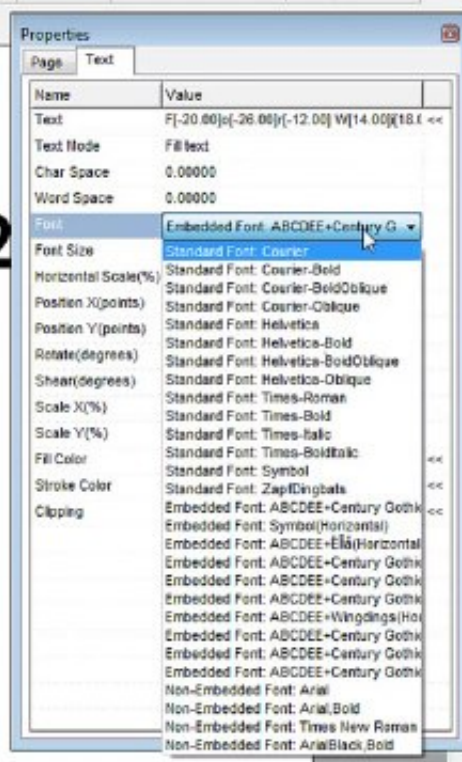 Properties
Page Text
Name Value
Text F[-20.00]o[-26.00]r[-12.00] W[14.00]i[18.0 <<
Text Mode Fill text
Char Space 0.00000
Word Space 0.00000
Font Embedded Font: ABCDEE+Century G
Font Size Standard Font: Courier
Standard Font: Courier-Bold
Horizontal Scale(%) Standard Font: Courier-BoldOblique
Position X(points) Standard Font: Courier-Oblique
Standard Font: Helvetica
Position Y(points) Standard Font: Helvetica-Bold
Rotate(degrees) Standard Font: Helvetica-BoldOblique
Shear(degrees) Standard Font: Helvetica-Oblique
Scale X(%) Standard Font: Times-Roman
Standard Font: Times-Bold
Scale Y(%) Standard Font: Times-Italic
Fill Color Standard Font: Times-BoldItalic <<
Standard Font: Symbol
Stroke Color Standard Font: ZapfDingbats <<
Clipping Embedded Font: ABCDEE+Century Gothic <<
Embedded Font: Symbol(Horizontal)
Embedded Font: ABCDEE+Ëllá(Horizontal
Embedded Font: ABCDEE+Century Gothic
Embedded Font: ABCDEE+Century Gothic
Embedded Font: ABCDEE+Century Gothic
Embedded Font: ABCDEE+Wingdings(Hor
Embedded Font: ABCDEE+Century Gothic
Embedded Font: ABCDEE+Century Gothic
Embedded Font: ABCDEE+Century Gothic
Non-Embedded Font: Arial
Non-Embedded Font: Arial,Bold
Non-Embedded Font: Times New Roman
Non-Embedded Font: ArialBlack,Bold
2